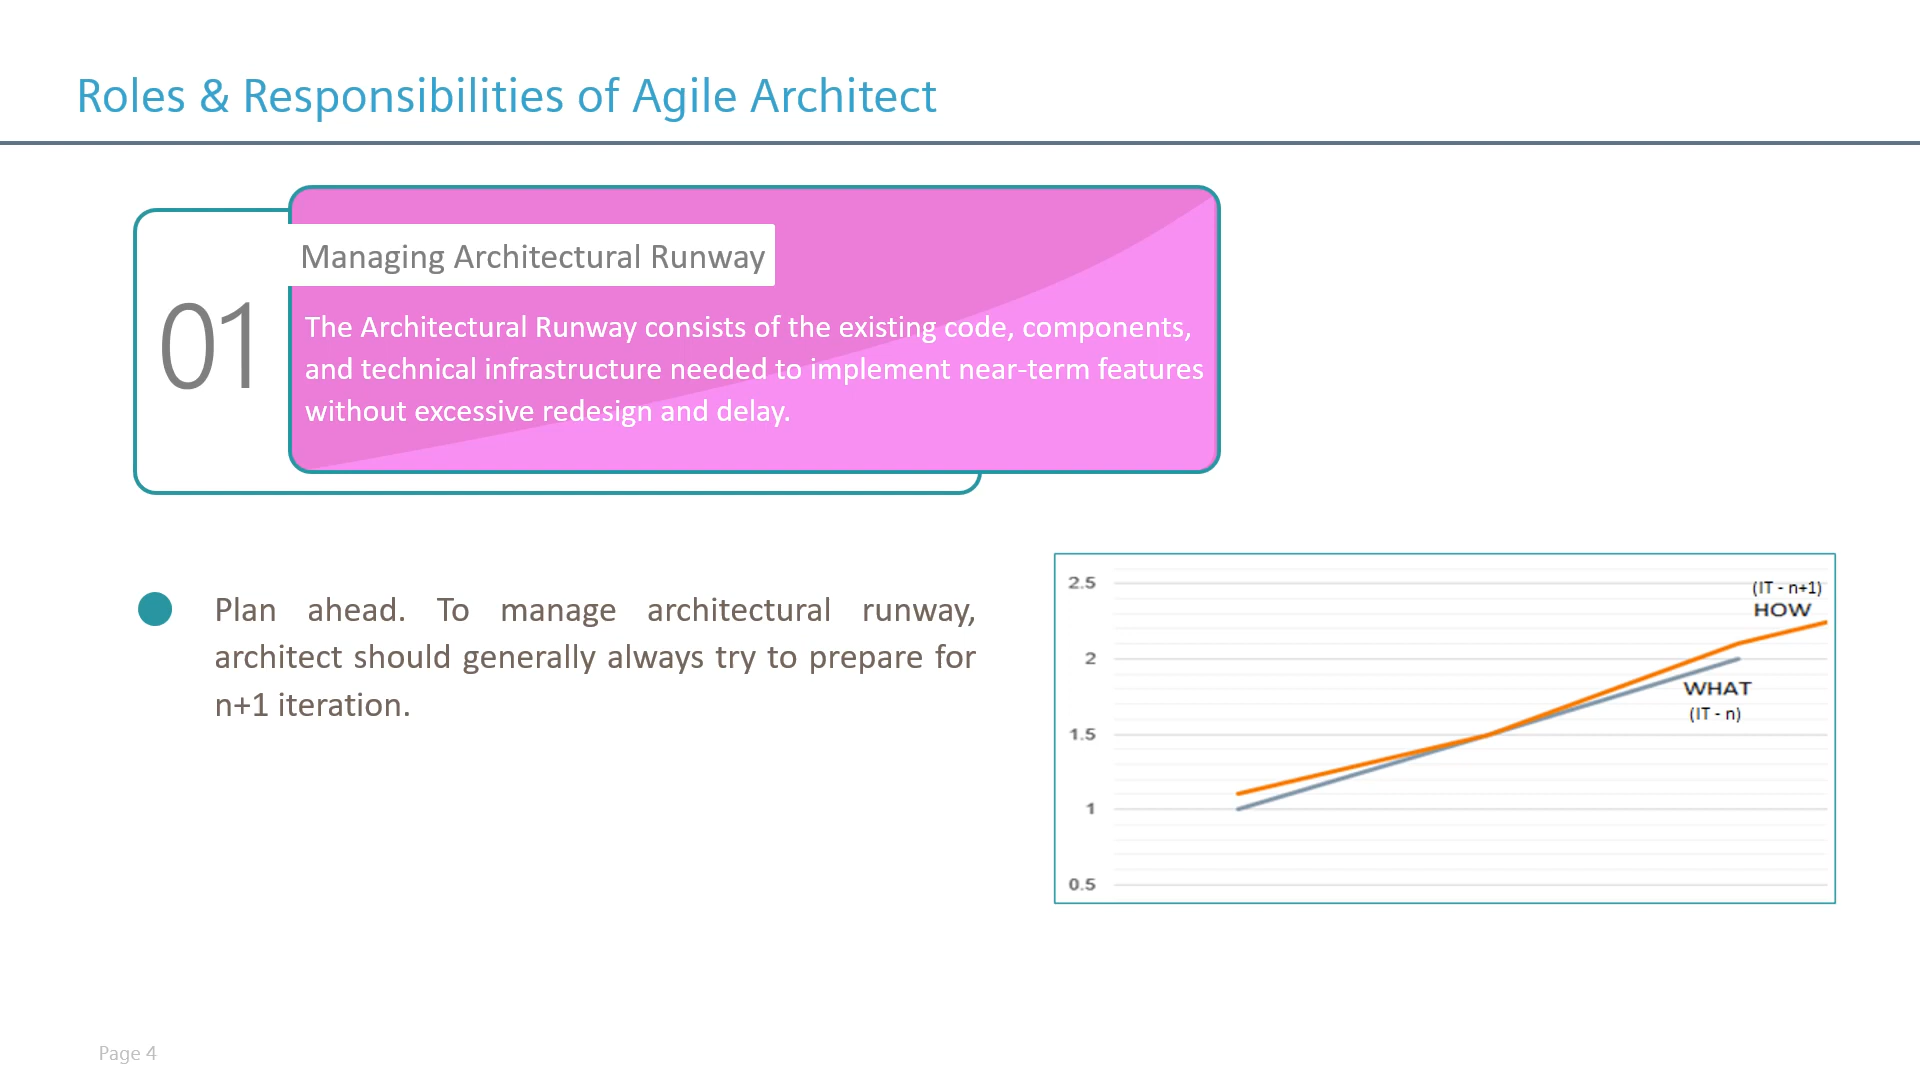 Roles & Responsibilities of Agile Architect
01
Managing Architectural Runway
The Architectural Runway consists of the existing code, components,
and technical infrastructure needed to implement near-term features
without excessive redesign and delay.
Plan ahead. To manage architectural runway,
architect should generally always try to prepare for
n+1 iteration.
2.5
(IT - n+1)
HOW
2
WHAT
(IT - n)
1.5
1
0.5
Page 4